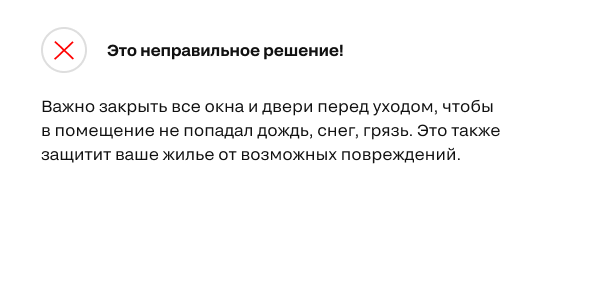 Это неправильное решение!
Важно закрыть все окна и двери перед уходом, чтобы
в помещение не попадал дождь, снег, грязь. Это также
защитит ваше жилье от возможных повреждений.